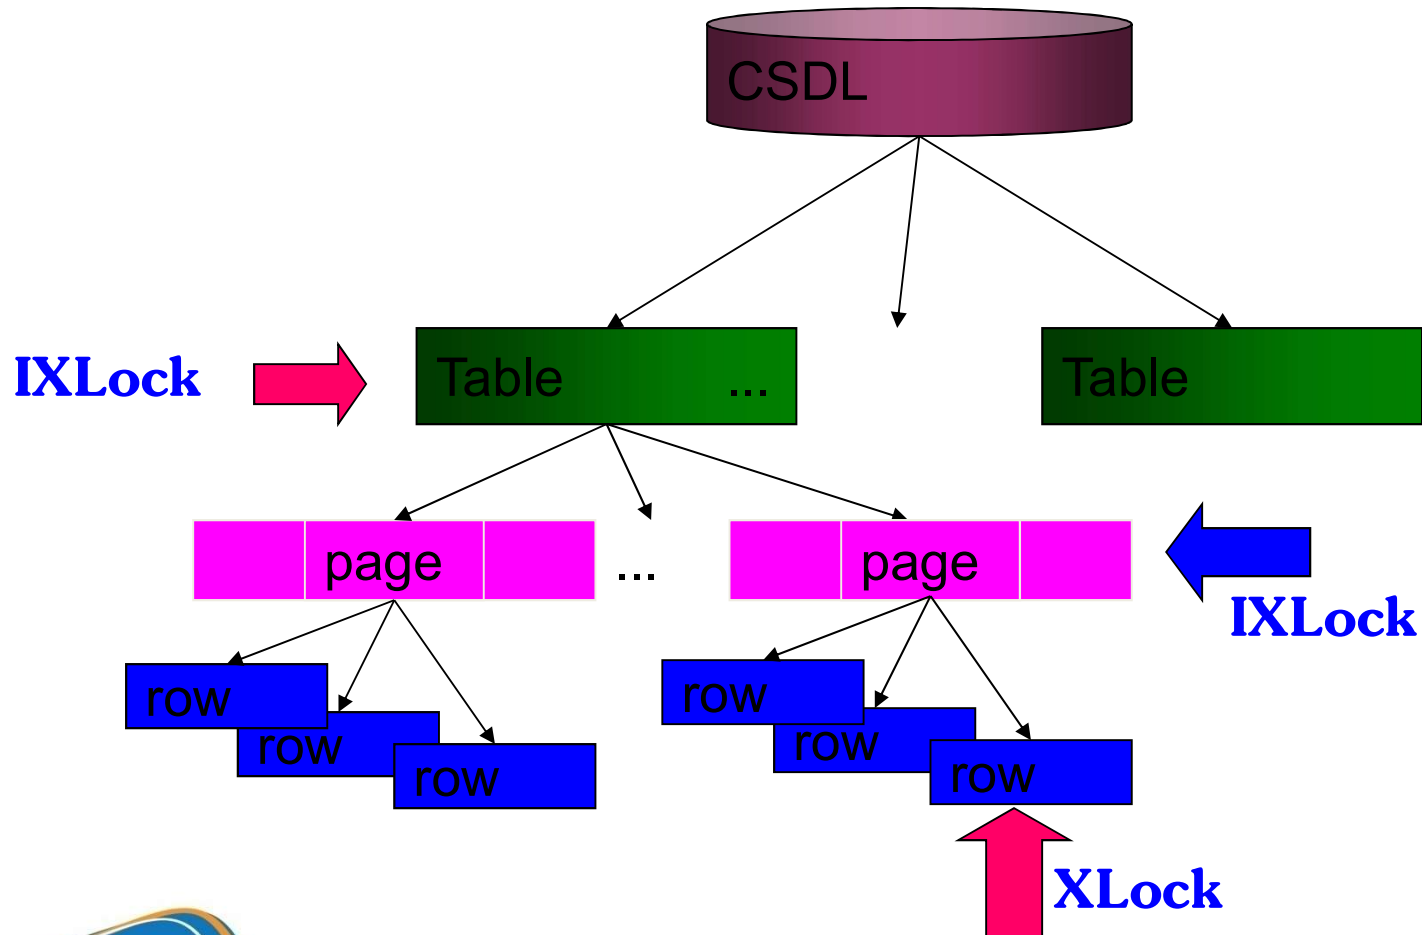 CSDL
IXLock
Table ...
Table
page
...
page
IXLock
row
row
row
row
row
row
XLock